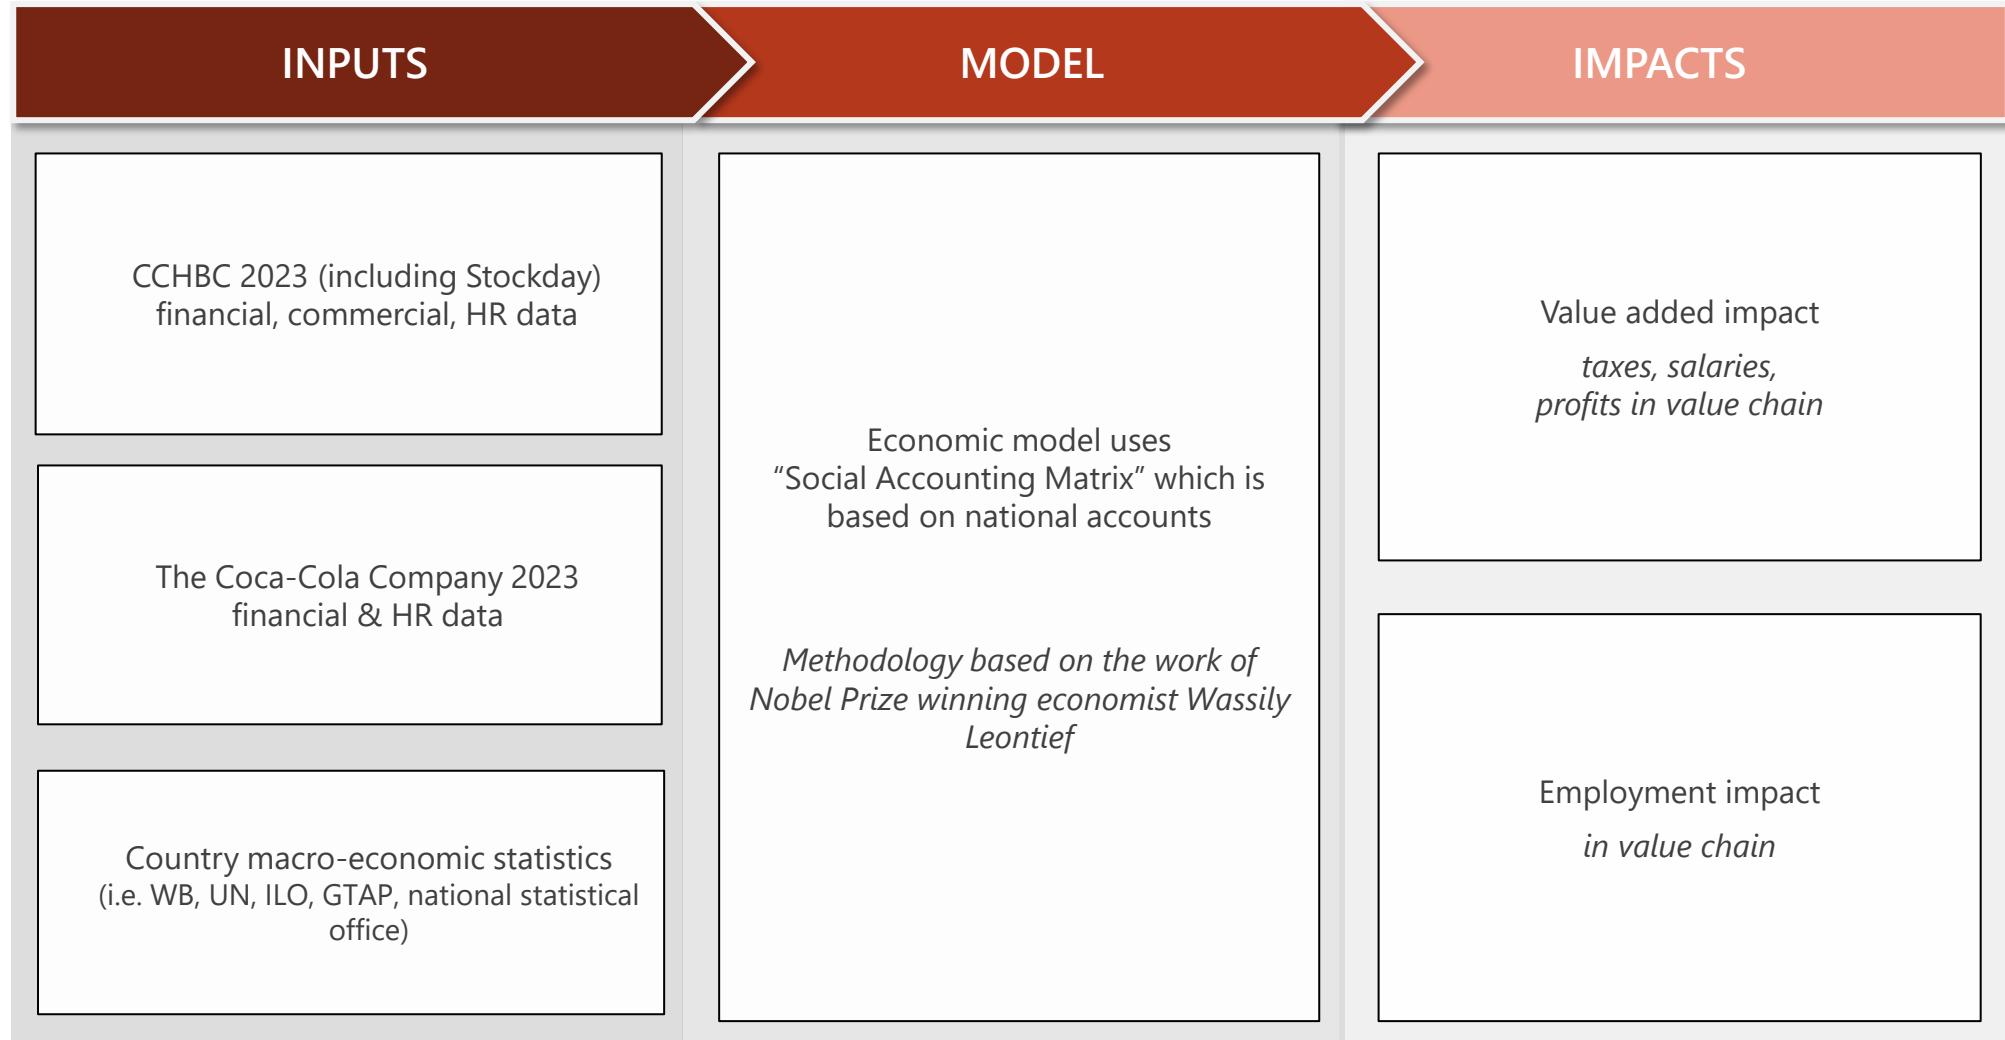 INPUTS
MODEL
IMPACTS
CCHBC 2023 (including Stockday)
financial, commercial, HR data
The Coca-Cola Company 2023
financial & HR data
Country macro-economic statistics
(i.e. WB, UN, ILO, GTAP, national statistical
office)
Economic model uses
“Social Accounting Matrix” which is
based on national accounts
Methodology based on the work of
Nobel Prize winning economist Wassily
Leontief
Value added impact
taxes, salaries,
profits in value chain
Employment impact
in value chain